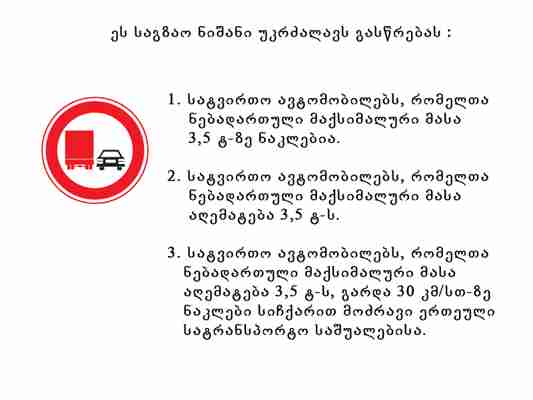 ეს საგზაო ნიშანი უკრძალავს გასწრებას :
1. სატვირთო ავტომობილებს, რომელთა
ნებადართული მაქსიმალური მასა
3,5 ტ-ზე ნაკლებია.
2. სატვირთო ავტომობილებს, რომელთა
ნებადართული მაქსიმალური მასა
აღემატება 3,5 ტ-ს.
3. სატვირთო ავტომობილებს, რომელთა
ნებადართული მაქსიმალური მასა
აღემატება 3,5 ტ-ს, გარდა 30 კმ/სთ-ზე
ნაკლები სიჩქარით მოძრავი ერთეული
სატრანსპორტო საშუალებისა.